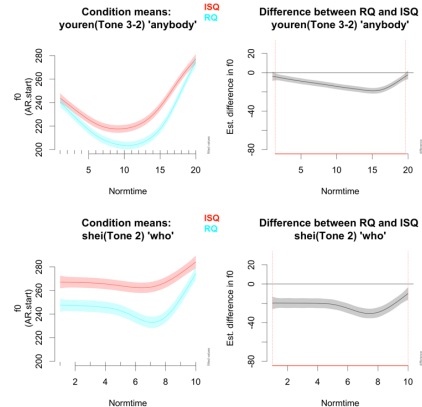 Condition means:
youren(Tone 3-2) 'anybody'
ISQ
RQ
f0
(AR.start)
280
260
240
220
200
5
10
15
20
Normtime
Difference between RQ and ISQ
youren(Tone 3-2) 'anybody'
Est. difference in f0
20
0
-40
-80
5
10
15
20
Normtime
Condition means:
shei(Tone 2) 'who'
ISQ
RQ
f0
(AR.start)
280
260
240
220
200
2
4
6
8
10
Normtime
Difference between RQ and ISQ
shei(Tone 2) 'who'
Est. difference in f0
20
0
-40
-80
2
4
6
8
10
Normtime